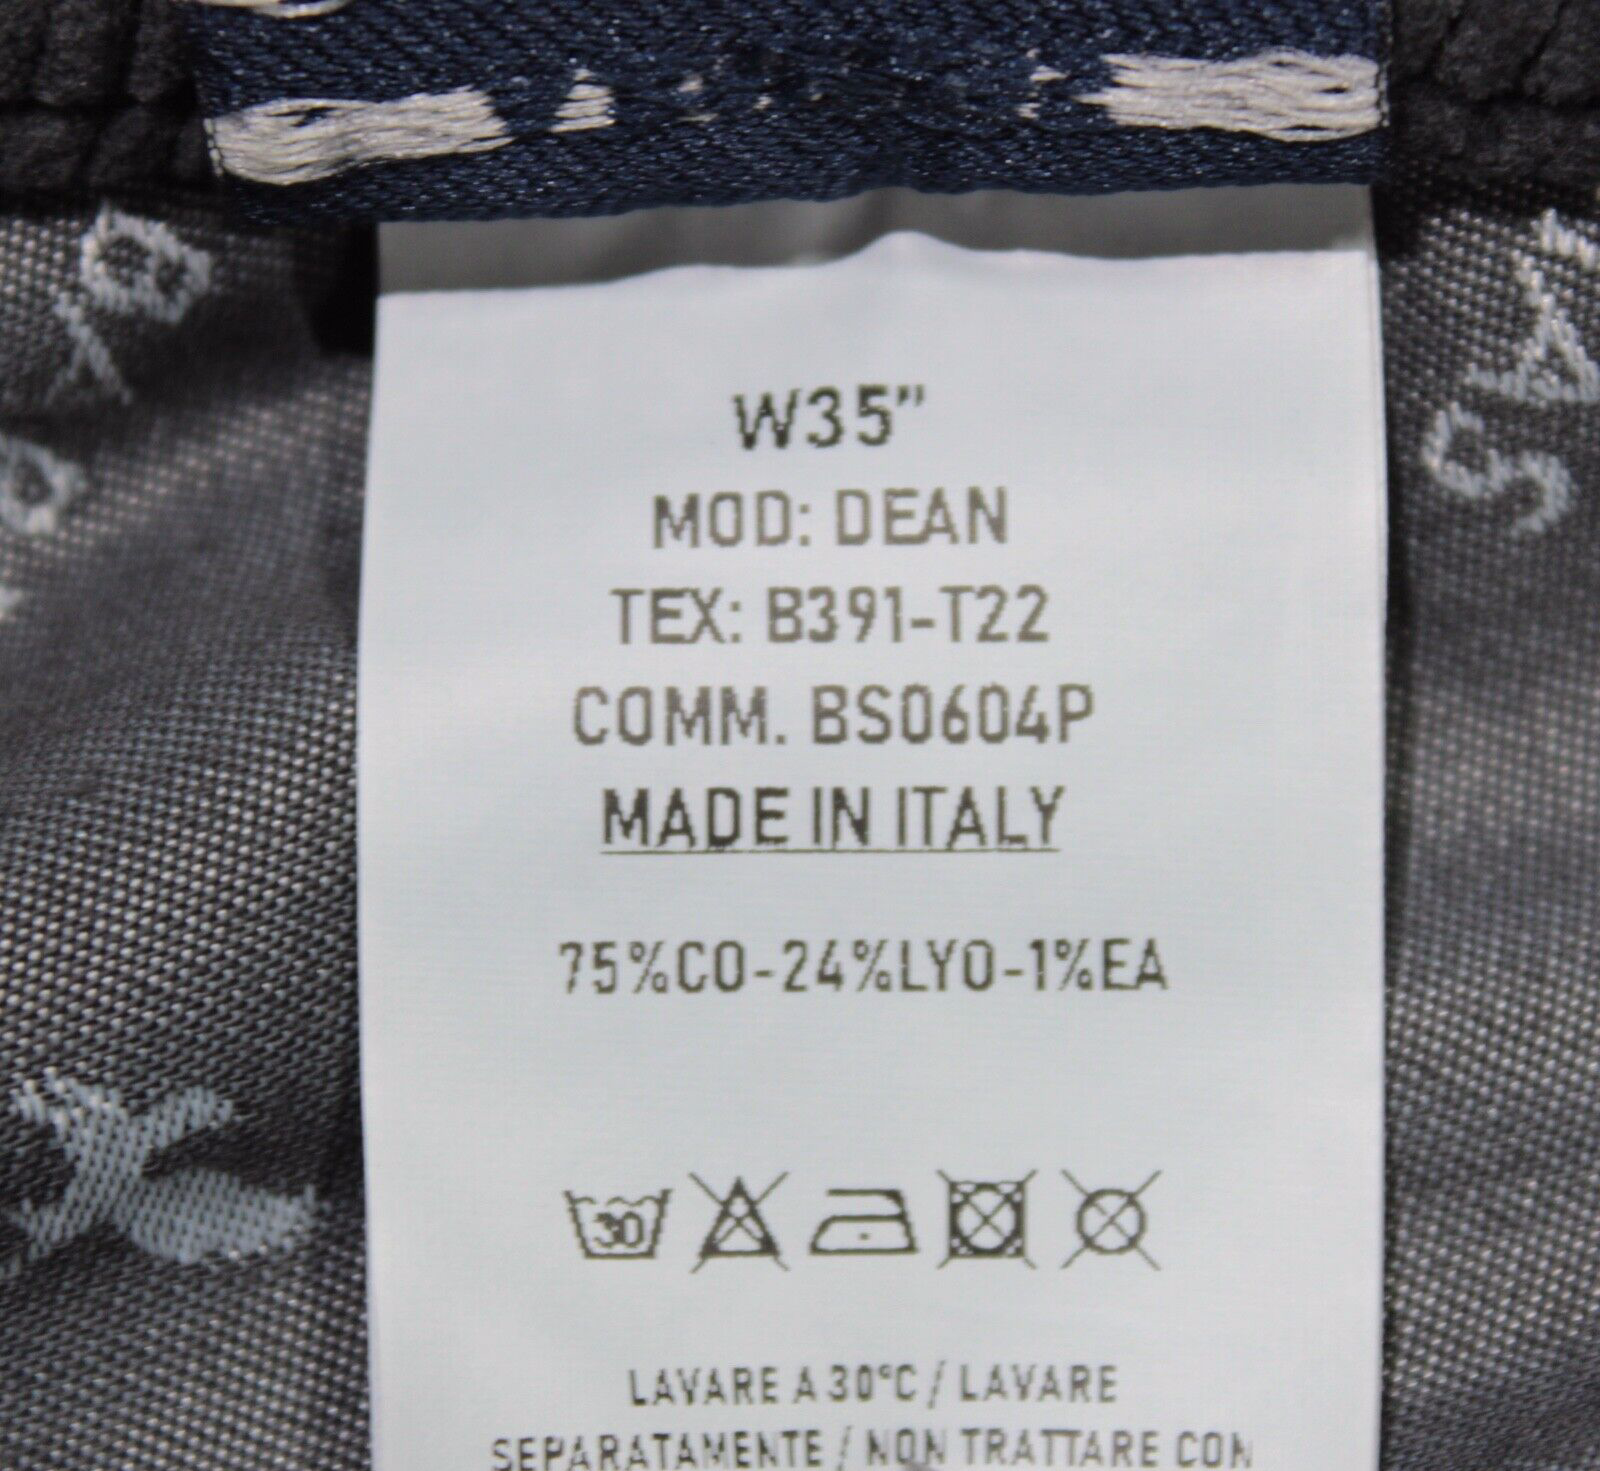 W35"
MOD: DEAN
TEX: B391-T22
COMM. BS0604P
MADE IN ITALY
75%CO-24%LYO-1%EA
30
LAVARE A 30°C / LAVARE
SEPARATAMENTE / NON TRATTARE CON